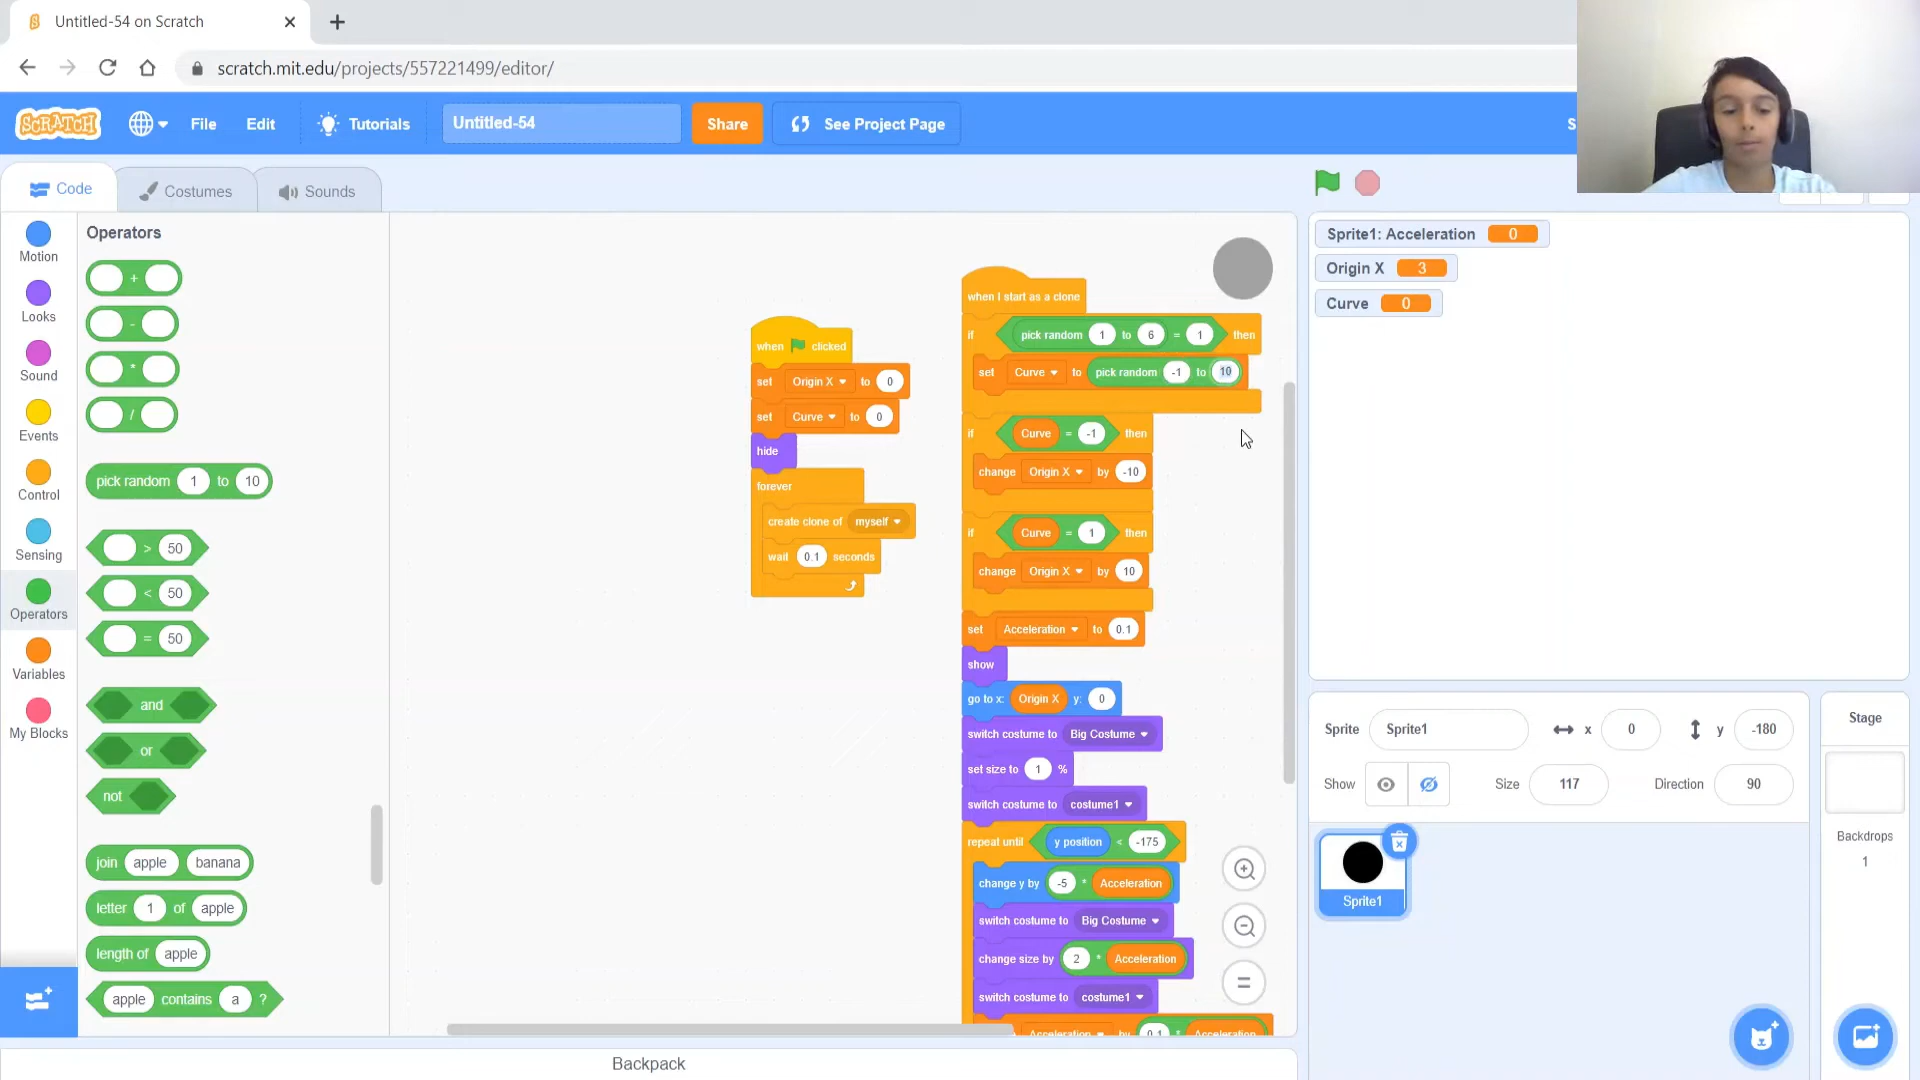 Untitled-54 on Scratch
scratch.mit.edu/projects/557221499/editor/
SCRATCH
File
Edit
Tutorials
Untitled-54
Share
See Project Page
S
Code
Costumes
Sounds
Motion
Looks
Sound
Events
Control
Sensing
Operators
Variables
My Blocks
Operators
+
-
*
/
pick random 1 to 10
> 50
< 50
= 50
and
or
not
join apple banana
letter 1 of apple
length of apple
apple contains a ?
when clicked
set Origin X to 0
set Curve to 0
hide
forever
create clone of myself
wait 0.1 seconds
when I start as a clone
if pick random 1 to 6 = 1 then
set Curve to pick random -1 to 10
if Curve = -1 then
change Origin X by -10
if Curve = 1 then
change Origin X by 10
set Acceleration to 0.1
show
go to x: Origin X y: 0
switch costume to Big Costume
set size to 1 %
switch costume to costume1
repeat until y position < -175
change y by -5 * Acceleration
switch costume to Big Costume
change size by 2 * Acceleration
switch costume to costume1
Acceleration by 0.1 * Acceleration
Backpack
Sprite1: Acceleration 0
Origin X 3
Curve 0
Sprite Sprite1 x 0 y -180
Show Size 117 Direction 90
Sprite1
Stage
Backdrops
1